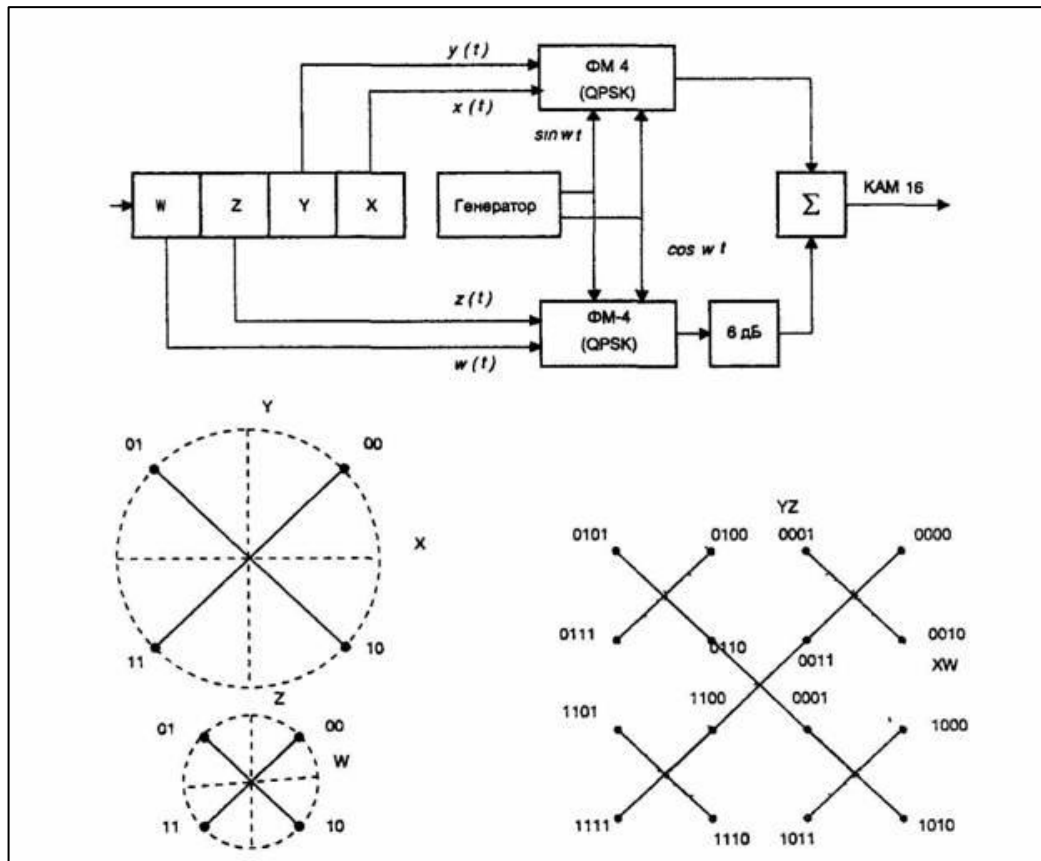 y (t)
ФМ 4
(QPSK)
x (t)
sin w t
КАМ 16
W Z Y X
Генератор
Σ
cos w t
z (t)
ФМ-4
(QPSK)
6 дБ
w (t)
Y
01 00
X
11 10
Z
01 00
W
11 10
YZ
0101 0100 0001 0000
0111 0110 0011 0010
XW
1101 1100 0001 1000
1111 1110 1011 1010